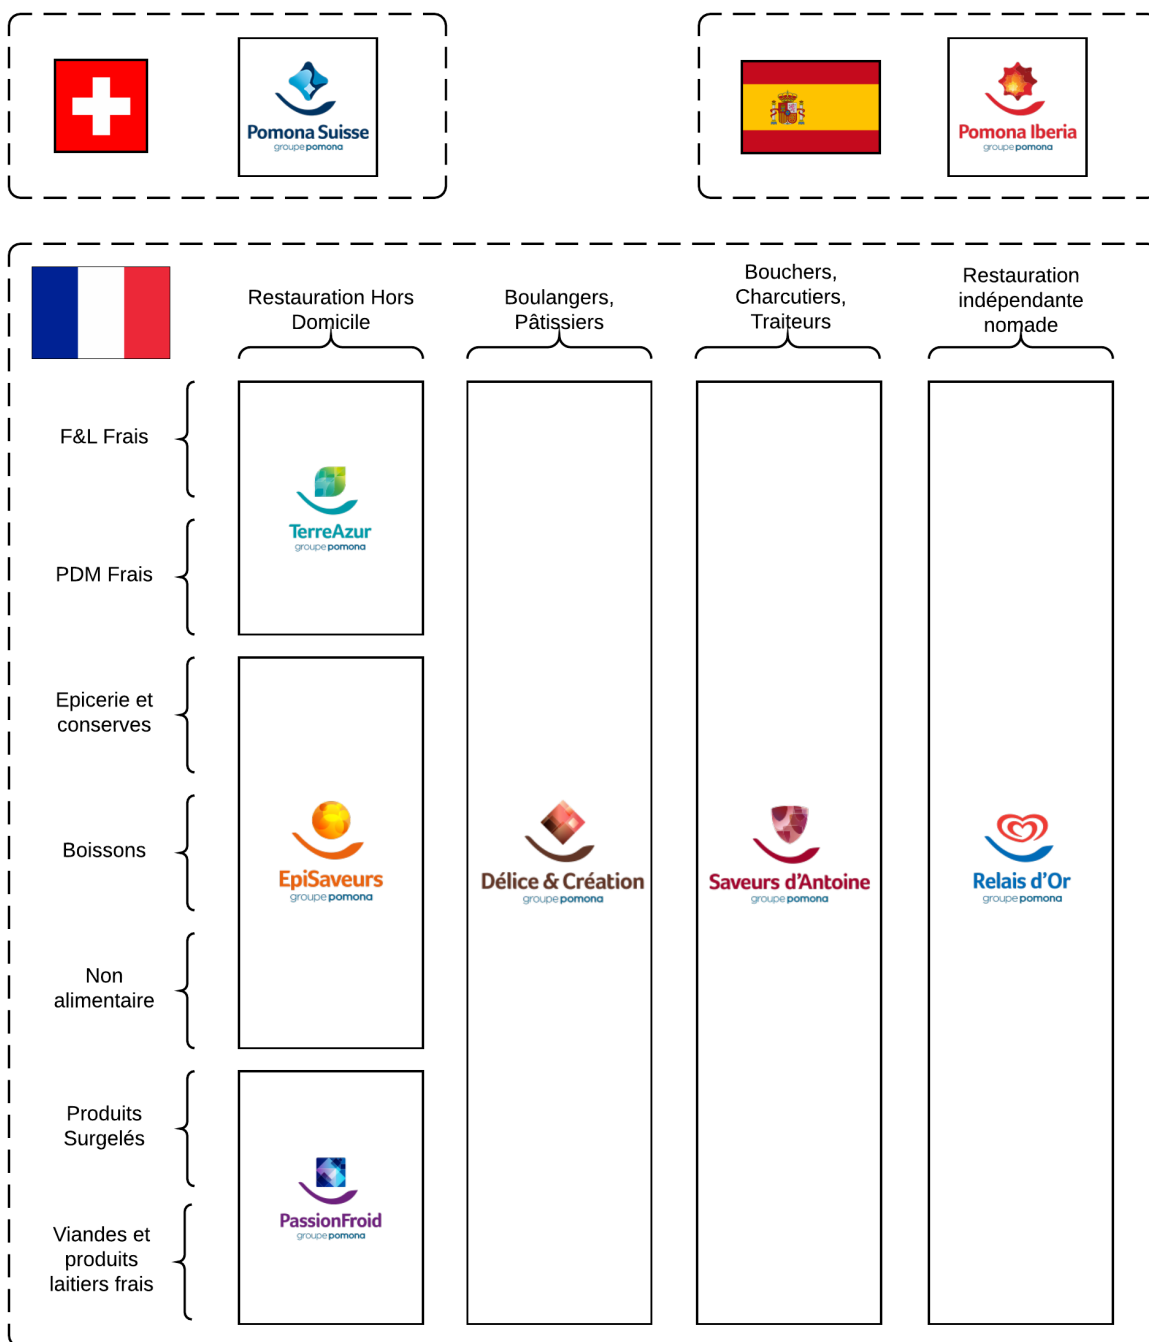 Pomona Suisse
groupe pomona
Pomona Iberia
groupe pomona
Restauration Hors
Domicile
Boulangers,
Pâtissiers
Bouchers,
Charcutiers,
Traiteurs
Restauration
indépendante
nomade
F&L Frais
TerreAzur
groupe pomona
PDM Frais
Epicerie et
conserves
Boissons
EpiSaveurs
groupe pomona
Délice & Création
groupe pomona
Saveurs d'Antoine
groupe pomona
Relais d'Or
groupe pomona
Non
alimentaire
Produits
Surgelés
PassionFroid
groupe pomona
Viandes et
produits
laitiers frais